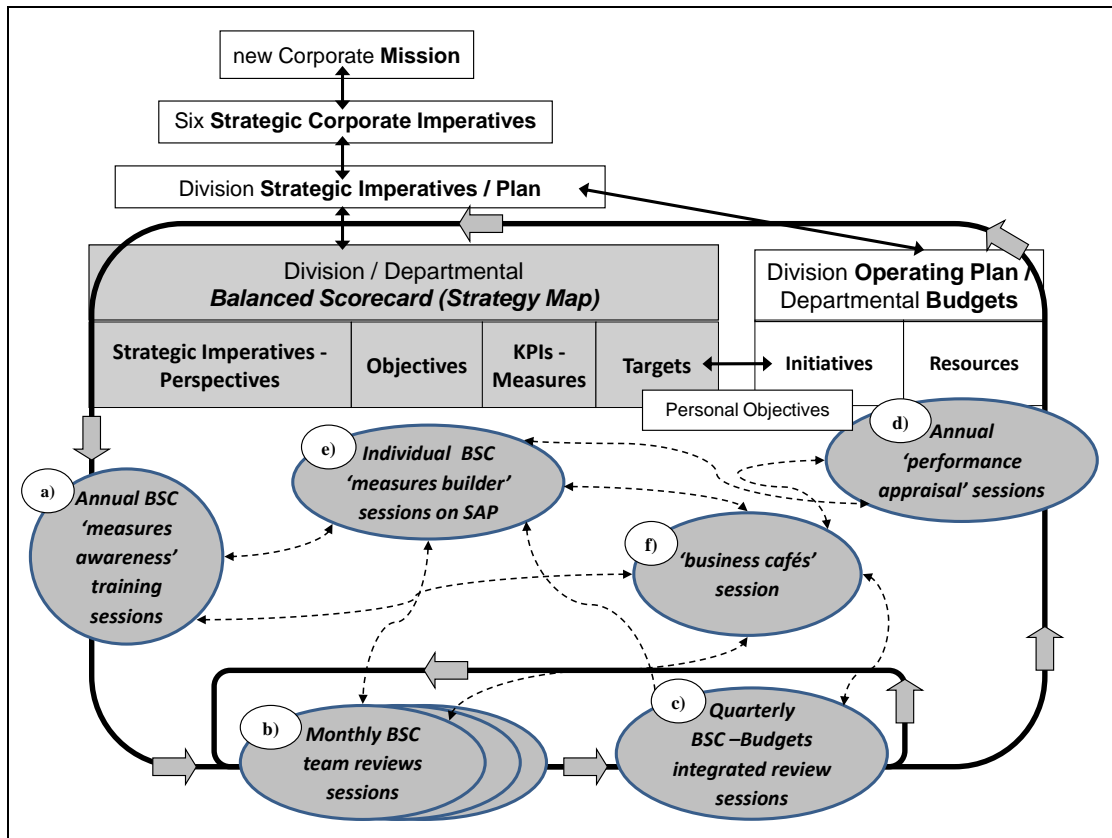 new Corporate Mission
Six Strategic Corporate Imperatives
Division Strategic Imperatives / Plan
Division / Departmental
Balanced Scorecard (Strategy Map)
Division Operating Plan /
Departmental Budgets
Strategic Imperatives -
Perspectives
Objectives
KPIs -
Measures
Targets
Initiatives
Resources
Personal Objectives
d)
Annual
‘performance
appraisal’ sessions
e)
Individual BSC
‘measures builder’
sessions on SAP
a)
Annual BSC
‘measures
awareness’
training
sessions
f)
‘business cafés’
session
b)
Monthly BSC
team reviews
sessions
c)
Quarterly
BSC –Budgets
integrated review
sessions